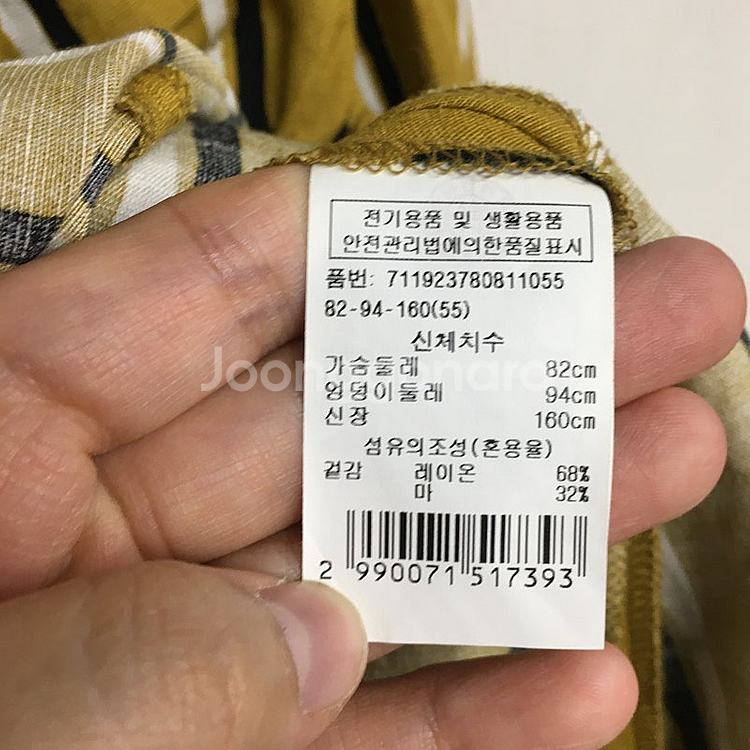 전기용품 및 생활용품
안전관리법에의한품질표시
품번: 711923780811055
82-94-160(55)
신체치수
가슴둘레 82cm
엉덩이둘레 94cm
신장 160cm
섬유의조성(혼용율)
겉감 레이온 68%
마 32%
2 990071 517393